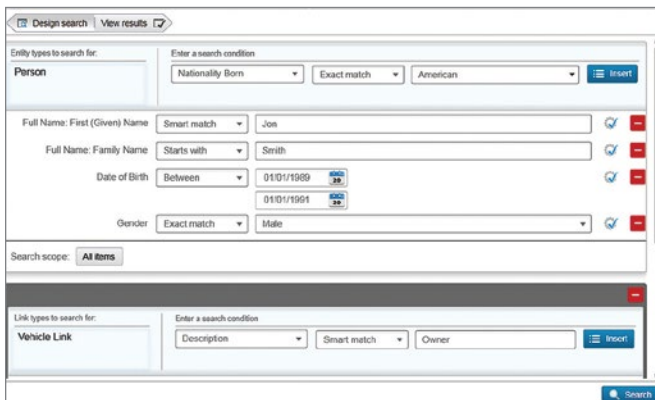 Design search View results
Entity types to search for: Enter a search condition
Person Nationality Born Exact match American Insert
Full Name: First (Given) Name Smart match Jon
Full Name: Family Name Starts with Smith
Date of Birth Between 01/01/1989
01/01/1991
Gender Exact match Male
Search scope: All items
Link types to search for: Enter a search condition
Vehicle Link Description Smart match Owner Insert
Search